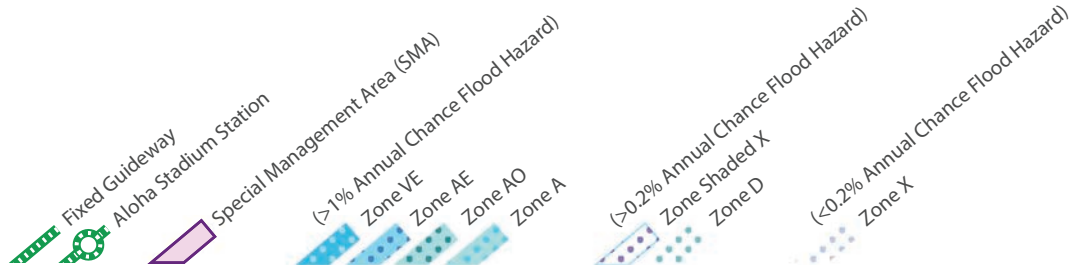 Fixed Guideway
Aloha Stadium Station
Special Management Area (SMA)
(>1% Annual Chance Flood Hazard)
Zone VE
Zone AE
Zone AO
Zone A
(>0.2% Annual Chance Flood Hazard)
Zone Shaded X
Zone D
(<0.2% Annual Chance Flood Hazard)
Zone X